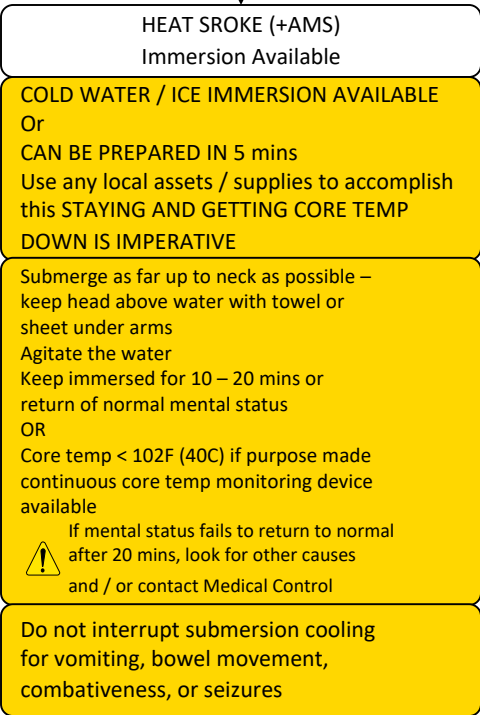 HEAT SROKE (+AMS)
Immersion Available
COLD WATER / ICE IMMERSION AVAILABLE
Or
CAN BE PREPARED IN 5 mins
Use any local assets / supplies to accomplish
this STAYING AND GETTING CORE TEMP
DOWN IS IMPERATIVE
Submerge as far up to neck as possible –
keep head above water with towel or
sheet under arms
Agitate the water
Keep immersed for 10 – 20 mins or
return of normal mental status
OR
Core temp < 102F (40C) if purpose made
continuous core temp monitoring device
available
If mental status fails to return to normal
after 20 mins, look for other causes
and / or contact Medical Control
Do not interrupt submersion cooling
for vomiting, bowel movement,
combativeness, or seizures